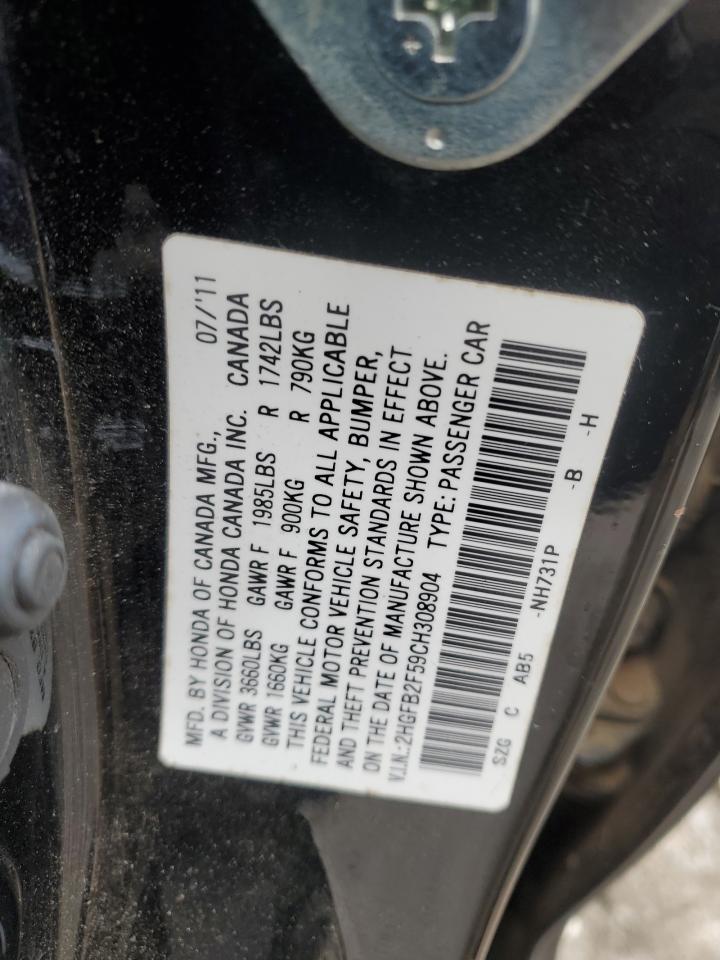 MFD. BY HONDA OF CANADA MFG., 07/'11
A DIVISION OF HONDA CANADA INC. CANADA
GVWR 3660LBS GAWR F 1985LBS R 1742LBS
GVWR 1660KG GAWR F 900KG R 790KG
THIS VEHICLE CONFORMS TO ALL APPLICABLE
FEDERAL MOTOR VEHICLE SAFETY, BUMPER,
AND THEFT PREVENTION STANDARDS IN EFFECT
ON THE DATE OF MANUFACTURE SHOWN ABOVE.
V.I.N.:2HGFB2F59CH308904 TYPE: PASSENGER CAR
SZG C AB5 -NH731P -B -H